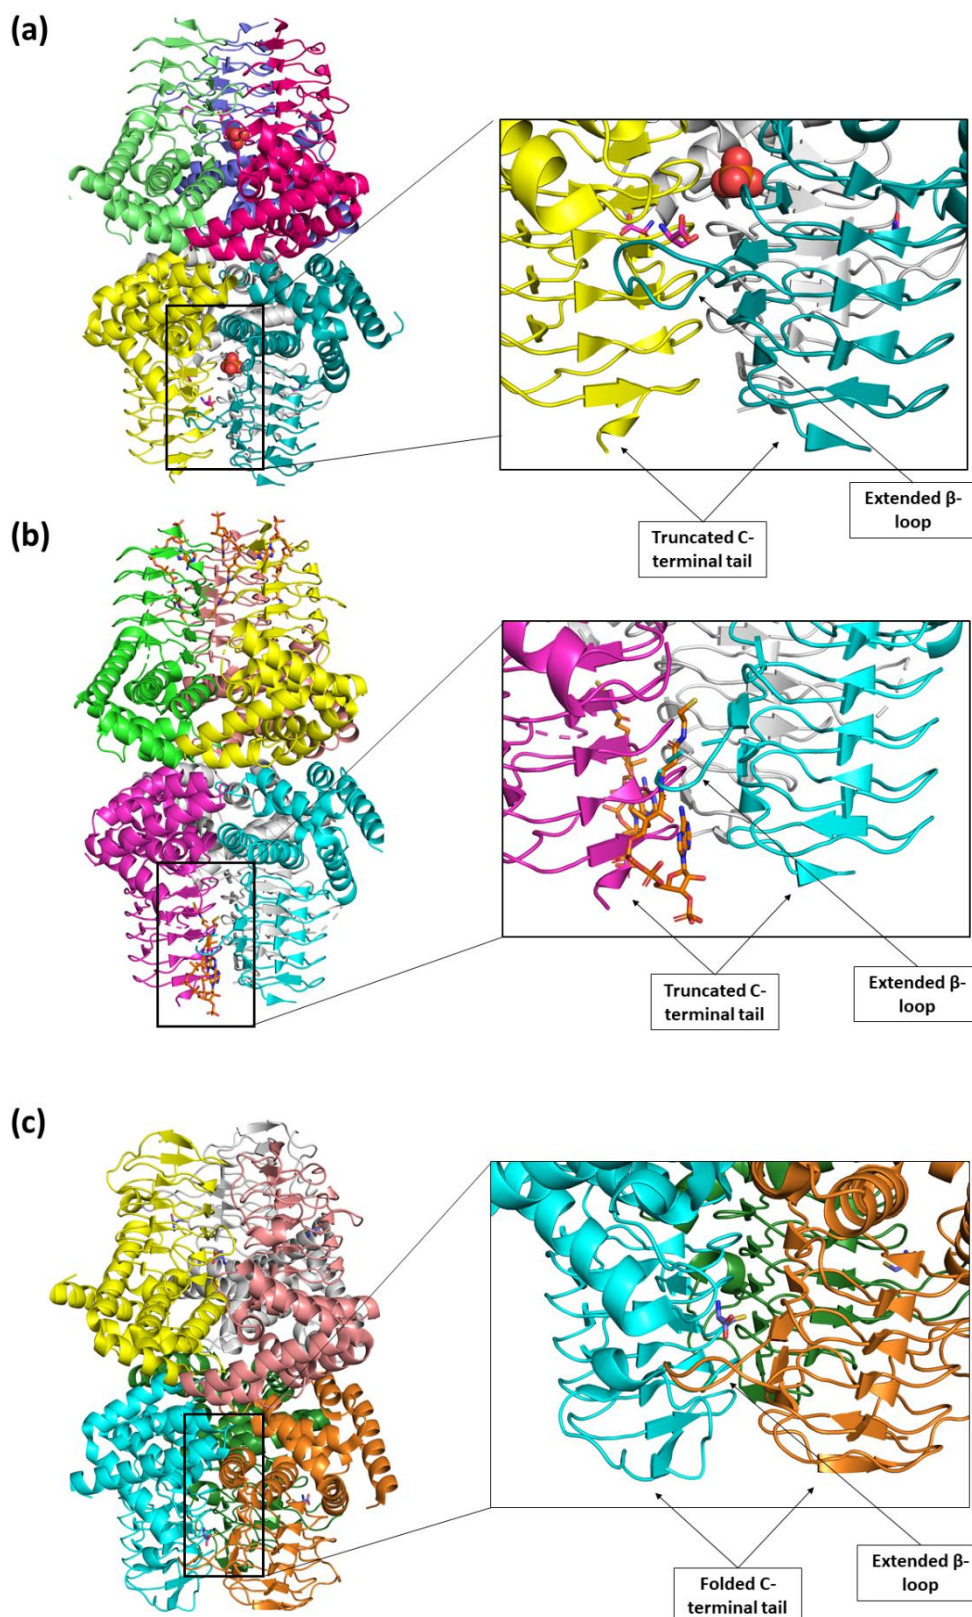 (a)
Extended β-
loop
Truncated C-
terminal tail
(b)
Truncated C-
terminal tail
Extended β-
loop
(c)
Folded C-
terminal tail
Extended β-
loop